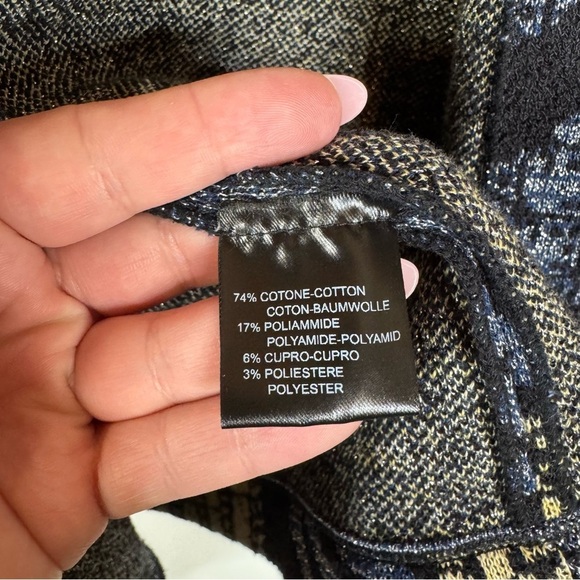 74% COTONE-COTTON
COTON-BAUMWOLLE
17% POLIAMMIDE
POLYAMIDE-POLYAMID
6% CUPRO-CUPRO
3% POLIESTERE
POLYESTER